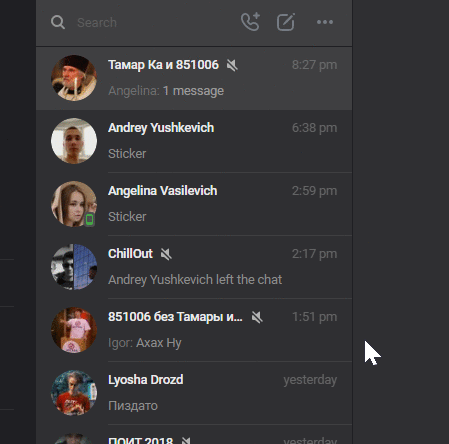 Search
Тамар Ка и 851006 8:27 pm
Angelina: 1 message
Andrey Yushkevich 6:38 pm
Sticker
Angelina Vasilevich 2:59 pm
Sticker
ChillOut 2:17 pm
Andrey Yushkevich left the chat
851006 без Тамары и... 1:51 pm
Igor: Ахах Ну
Lyosha Drozd yesterday
Пиздато
ПОИТ 2018 yesterday